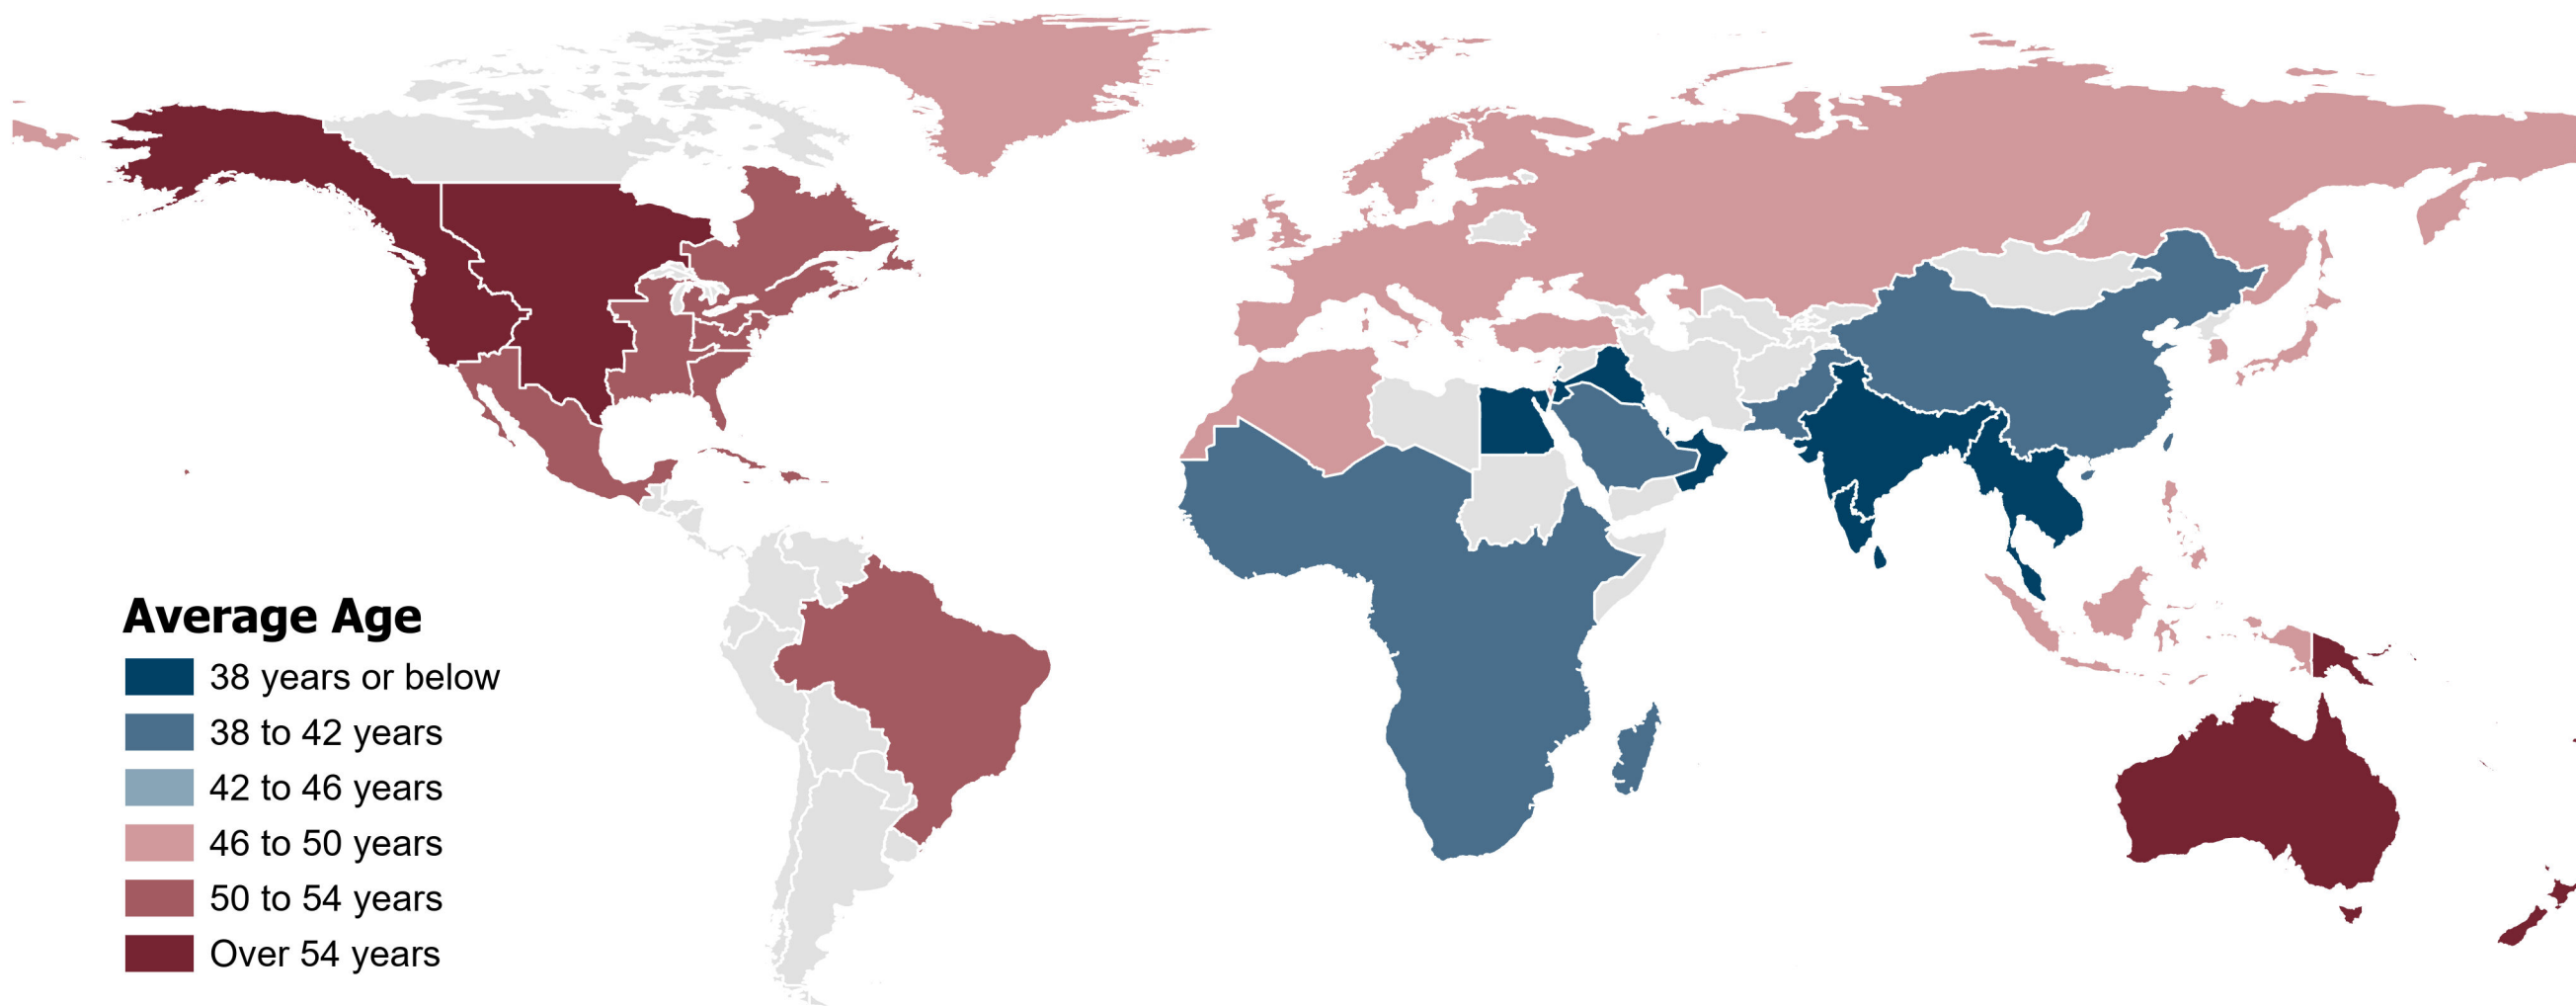 Average Age
38 years or below
38 to 42 years
42 to 46 years
46 to 50 years
50 to 54 years
Over 54 years